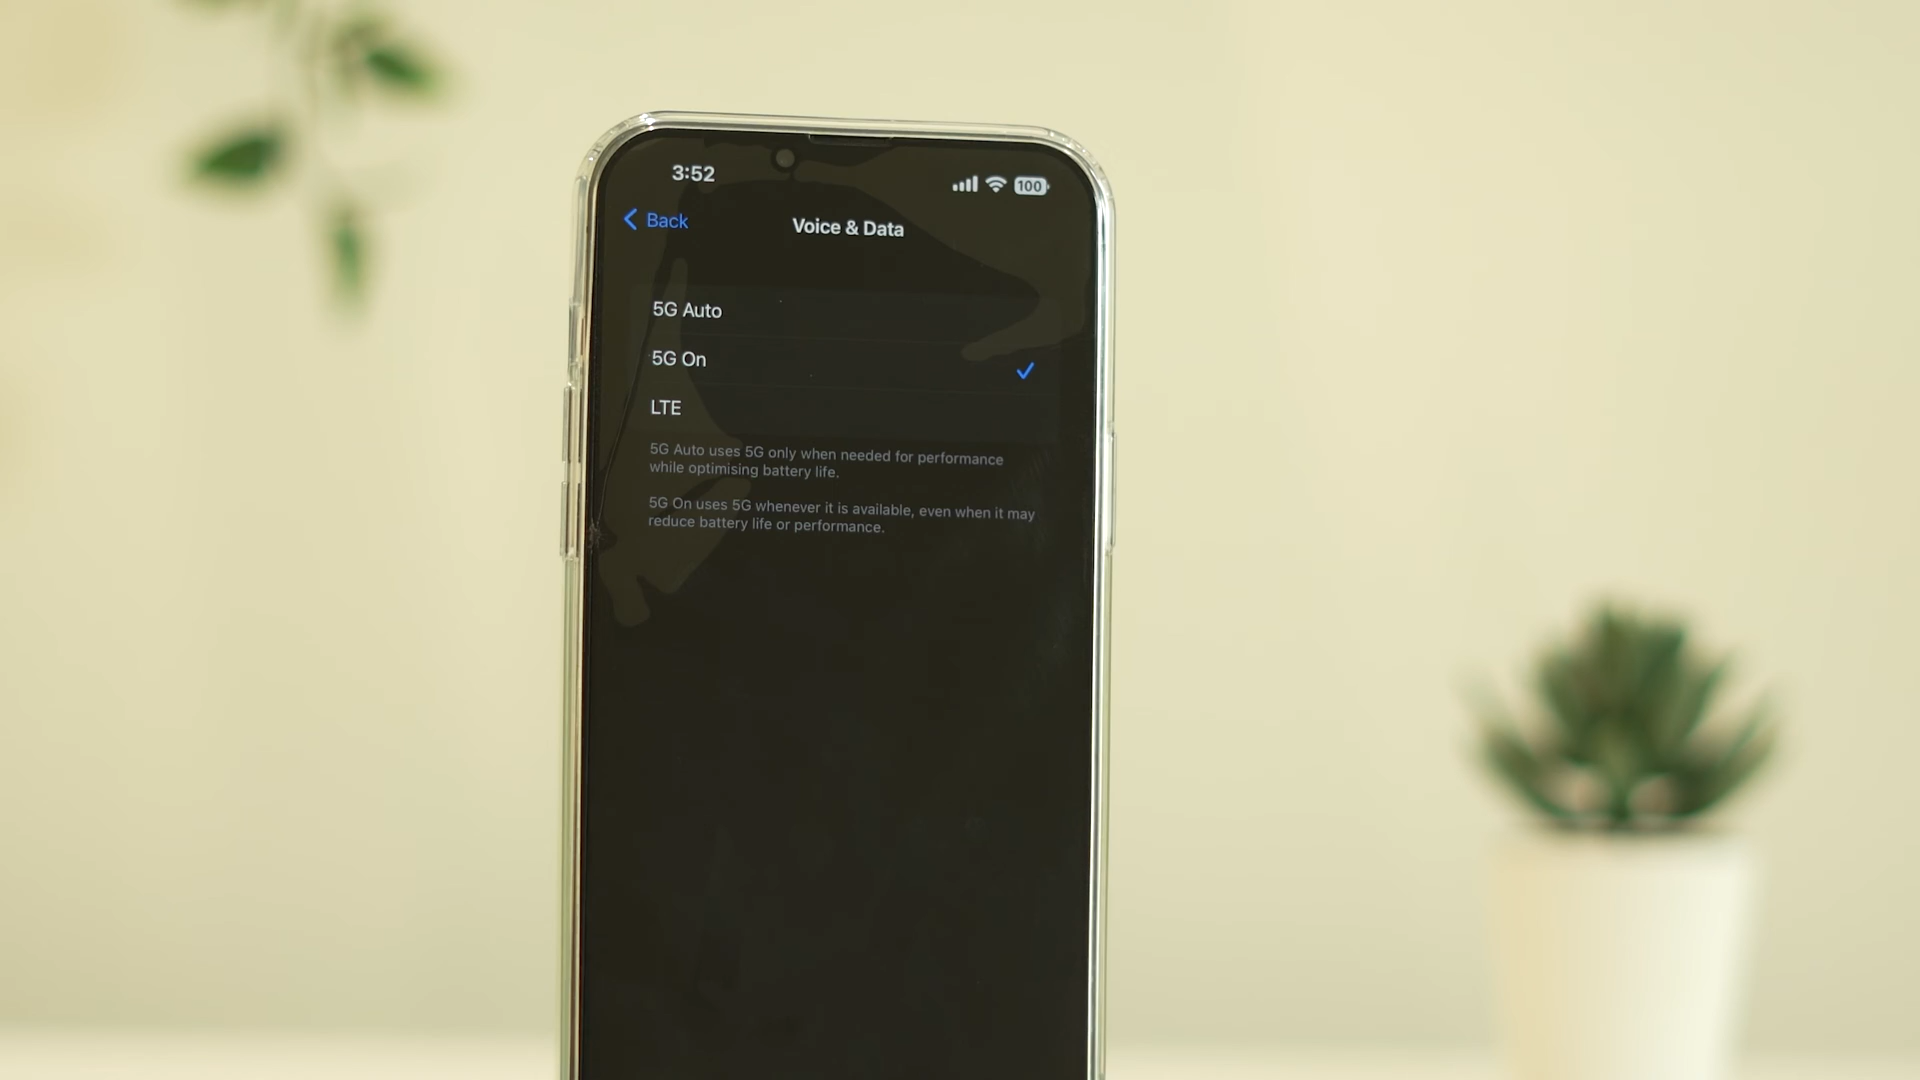 3:52
100
Back
Voice & Data
5G Auto
5G On
LTE
5G Auto uses 5G only when needed for performance
while optimising battery life.
5G On uses 5G whenever it is available, even when it may
reduce battery life or performance.